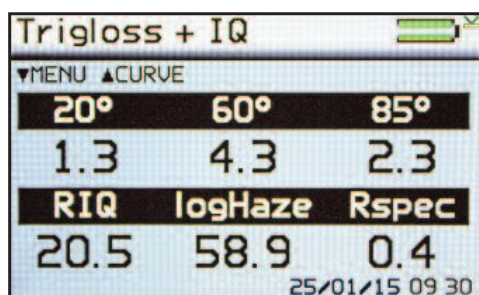 Trigloss + IQ
▼MENU ▲CURVE
20° 60° 85°
1.3 4.3 2.3
RIQ logHaze Rspec
20.5 58.9 0.4
25/01/15 09 30